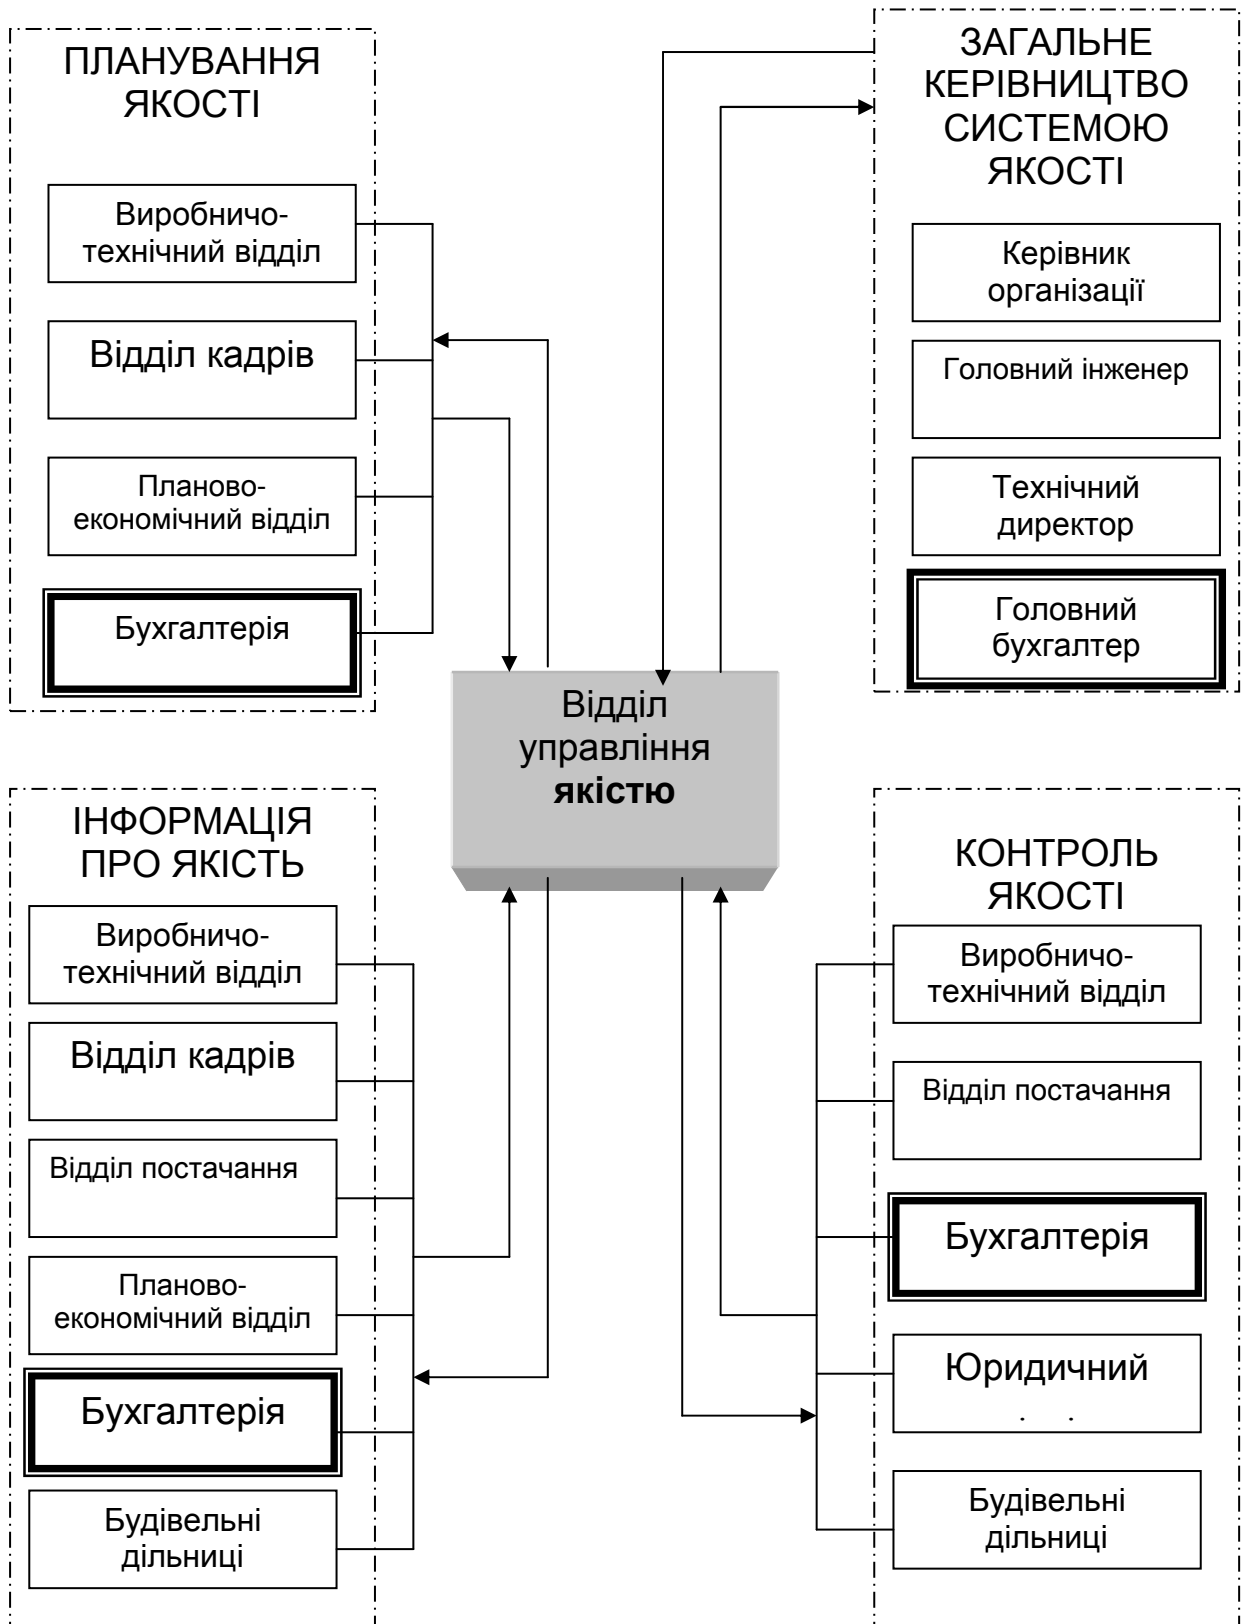 ПЛАНУВАННЯ
ЯКОСТІ
Виробничо-
технічний відділ
Відділ кадрів
Планово-
економічний відділ
Бухгалтерія
ЗАГАЛЬНЕ
КЕРІВНИЦТВО
СИСТЕМОЮ
ЯКОСТІ
Керівник
організації
Головний інженер
Технічний
директор
Головний
бухгалтер
Відділ
управління
якістю
ІНФОРМАЦІЯ
ПРО ЯКІСТЬ
Виробничо-
технічний відділ
Відділ кадрів
Відділ постачання
Планово-
економічний відділ
Бухгалтерія
Будівельні
дільниці
КОНТРОЛЬ
ЯКОСТІ
Виробничо-
технічний відділ
Відділ постачання
Бухгалтерія
Юридичний
Будівельні
дільниці